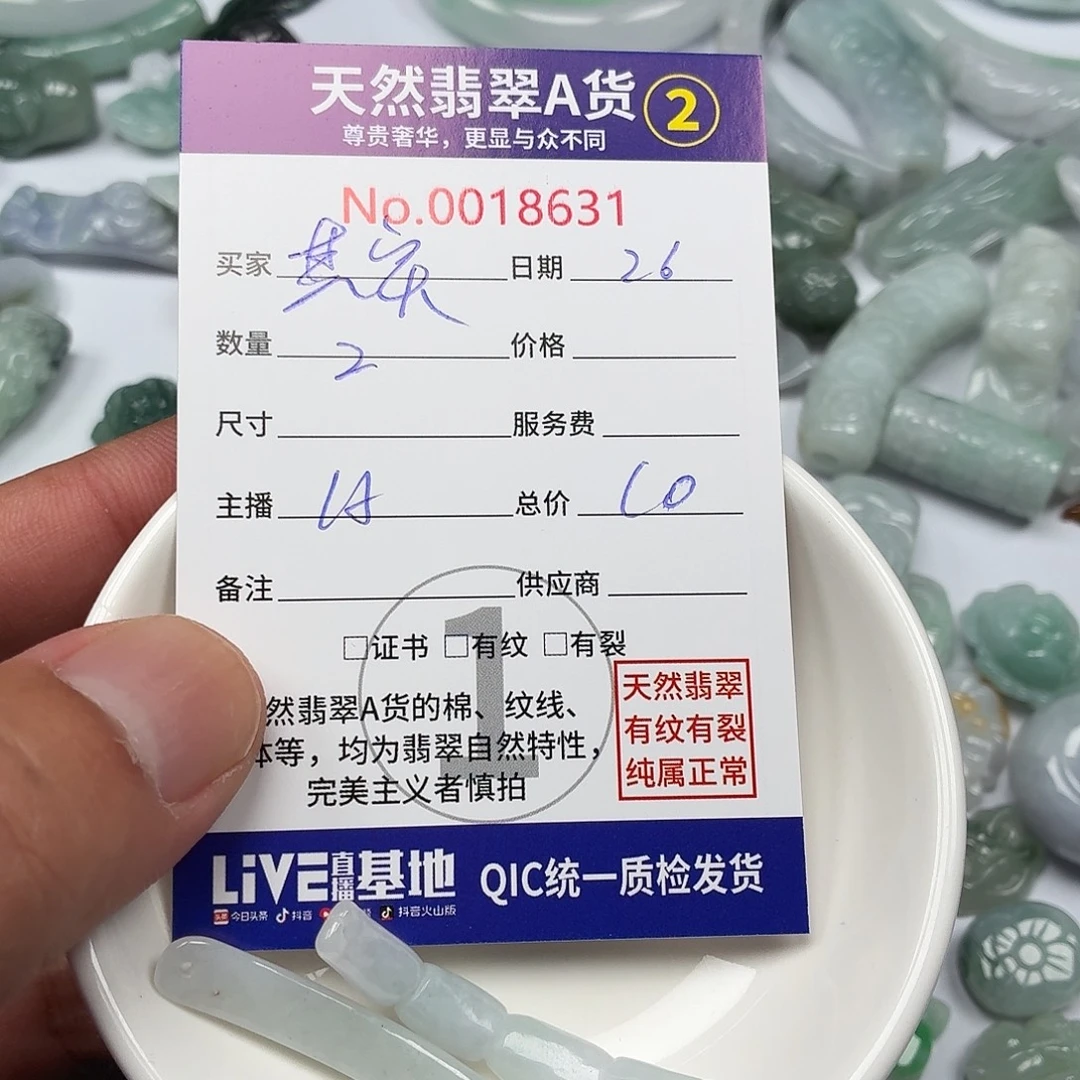 天然翡翠A货 2
尊贵奢华，更显与众不同
No.0018631
买家 日期 26
数量 2 价格
尺寸 服务费
主播 总价
备注 供应商
1
□证书 □有纹 □有裂
然翡翠A货的棉、纹线、
体等，均为翡翠自然特性，
完美主义者慎拍
天然翡翠
有纹有裂
纯属正常
LiVE直播基地 QIC统一质检发货
今日头条 抖音 抖音火山版